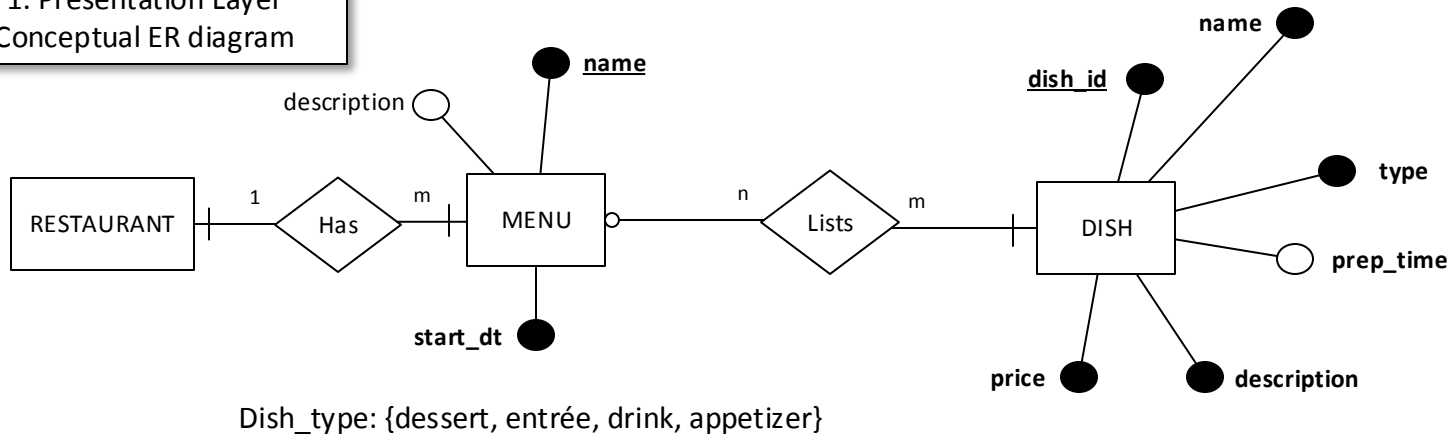 1. Presentation Layer
Conceptual ER diagram
name
dish_id
name
description
type
RESTAURANT
1
Has
m
MENU
n
Lists
m
DISH
prep_time
start_dt
price
description
Dish_type: {dessert, entrée, drink, appetizer}